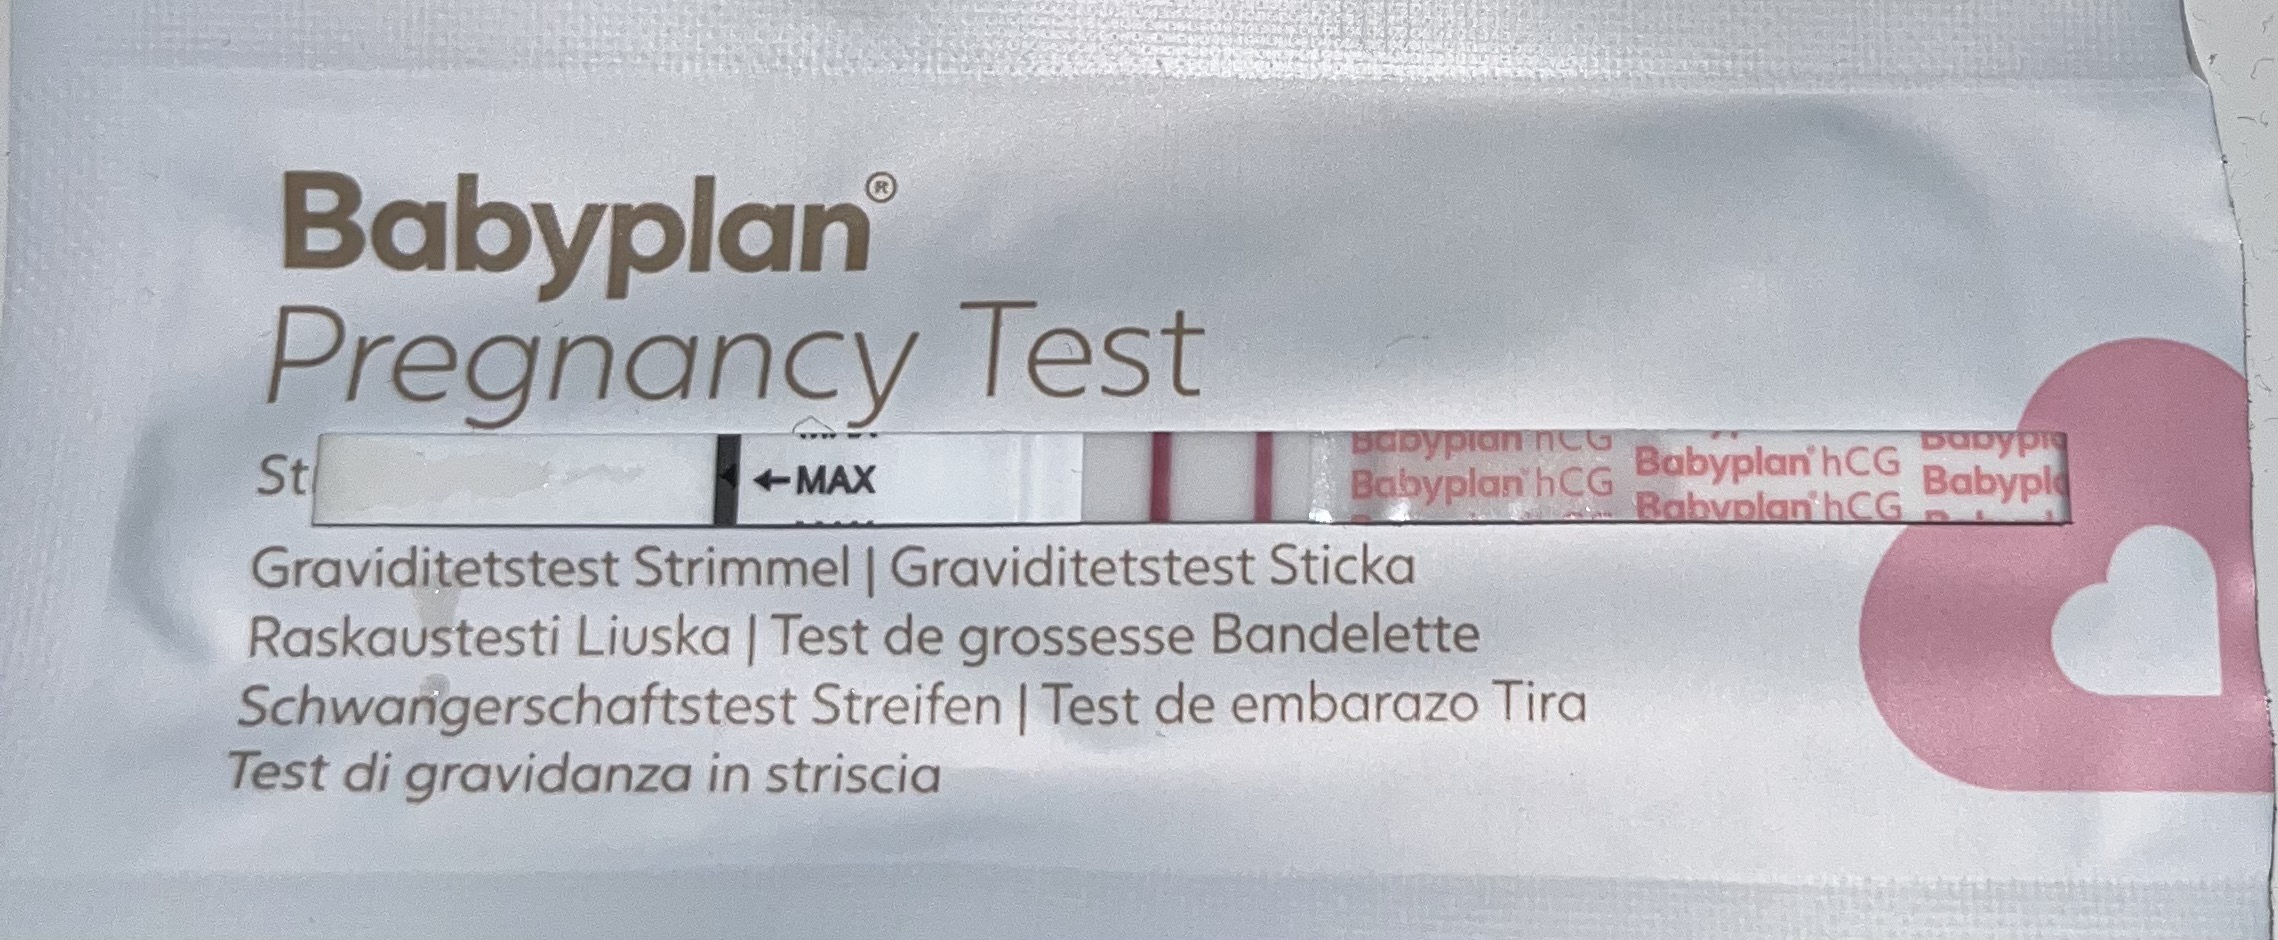 Babyplan®
Pregnancy Test
St
←MAX
Babyplan hCG
Babyplan hCG
Babyplan hCG
Babyplan hCG
Graviditetstest Strimmel | Graviditetstest Sticka
Raskaustesti Liuska | Test de grossesse Bandelette
Schwangerschaftstest Streifen | Test de embarazo Tira
Test di gravidanza in striscia